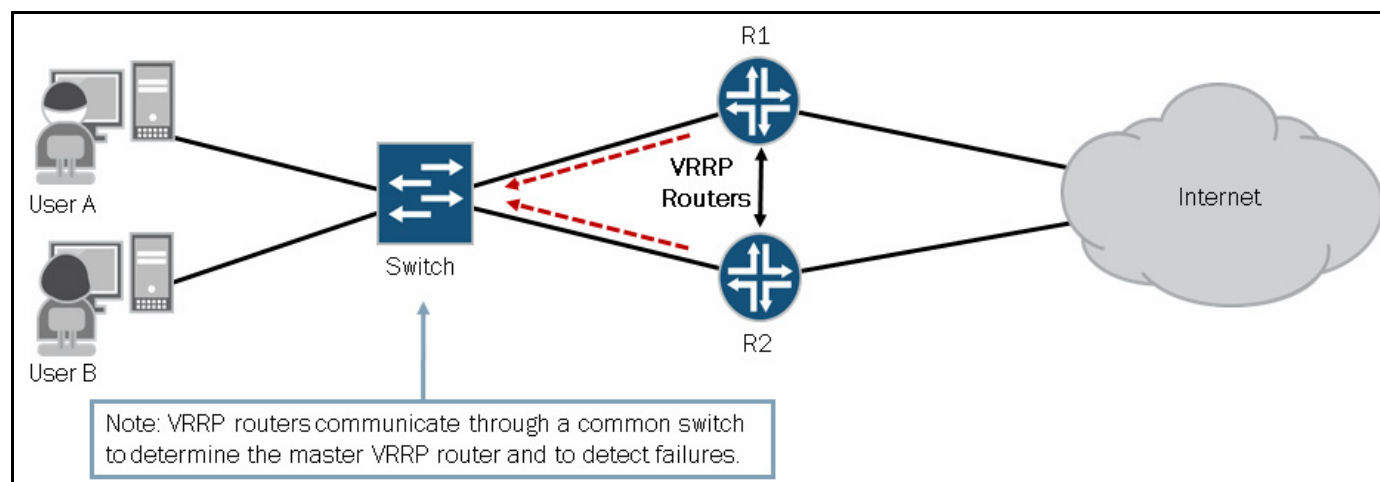 R1
VRRP
Routers
User A
Internet
Switch
R2
User B
Note: VRRP routers communicate through a common switch
to determine the master VRRP router and to detect failures.